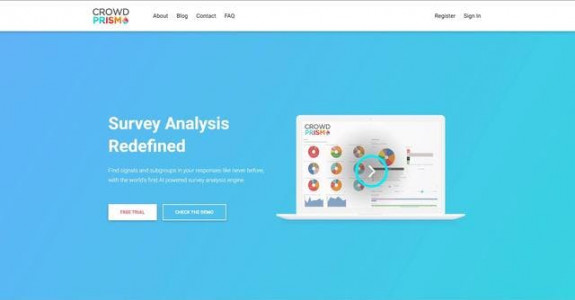 CROWD
PRISM
About Blog Contact FAQ Register Sign In
Survey Analysis
Redefined
Find signals and subgroups in your responses like never before,
with the world's first AI powered survey analysis engine.
FREE TRIAL CHECK THE DEMO
CROWD
PRISM